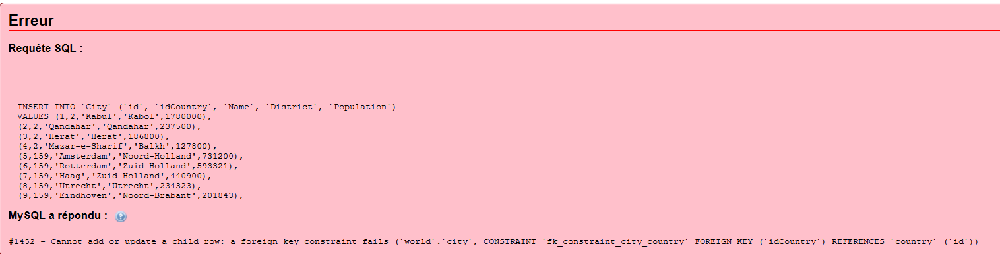 Erreur
Requête SQL :
INSERT INTO `City` (`id`, `idCountry`, `Name`, `District`, `Population`)
VALUES (1,2,'Kabul','Kabol',1780000),
(2,2,'Qandahar','Qandahar',237500),
(3,2,'Herat','Herat',186800),
(4,2,'Mazar-e-Sharif','Balkh',127800),
(5,159,'Amsterdam','Noord-Holland',731200),
(6,159,'Rotterdam','Zuid-Holland',593321),
(7,159,'Haag','Zuid-Holland',440900),
(8,159,'Utrecht','Utrecht',234323),
(9,159,'Eindhoven','Noord-Brabant',201843),
MySQL a répondu :
#1452 - Cannot add or update a child row: a foreign key constraint fails (`world`.`city`, CONSTRAINT `fk_constraint_city_country` FOREIGN KEY (`idCountry`) REFERENCES `country` (`id`))